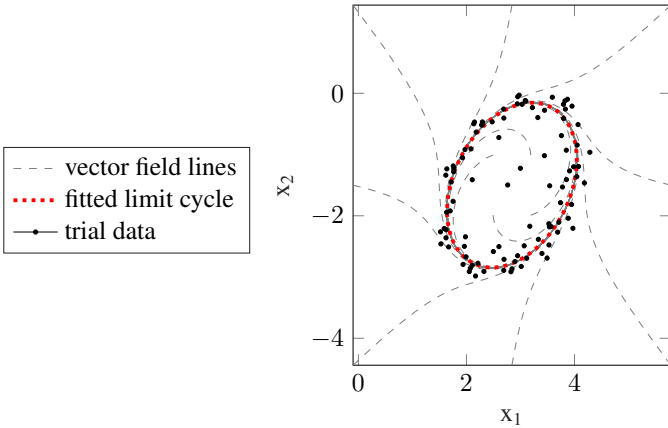 vector field lines
fitted limit cycle
trial data
x2
0
−2
−4
0 2 4
x1